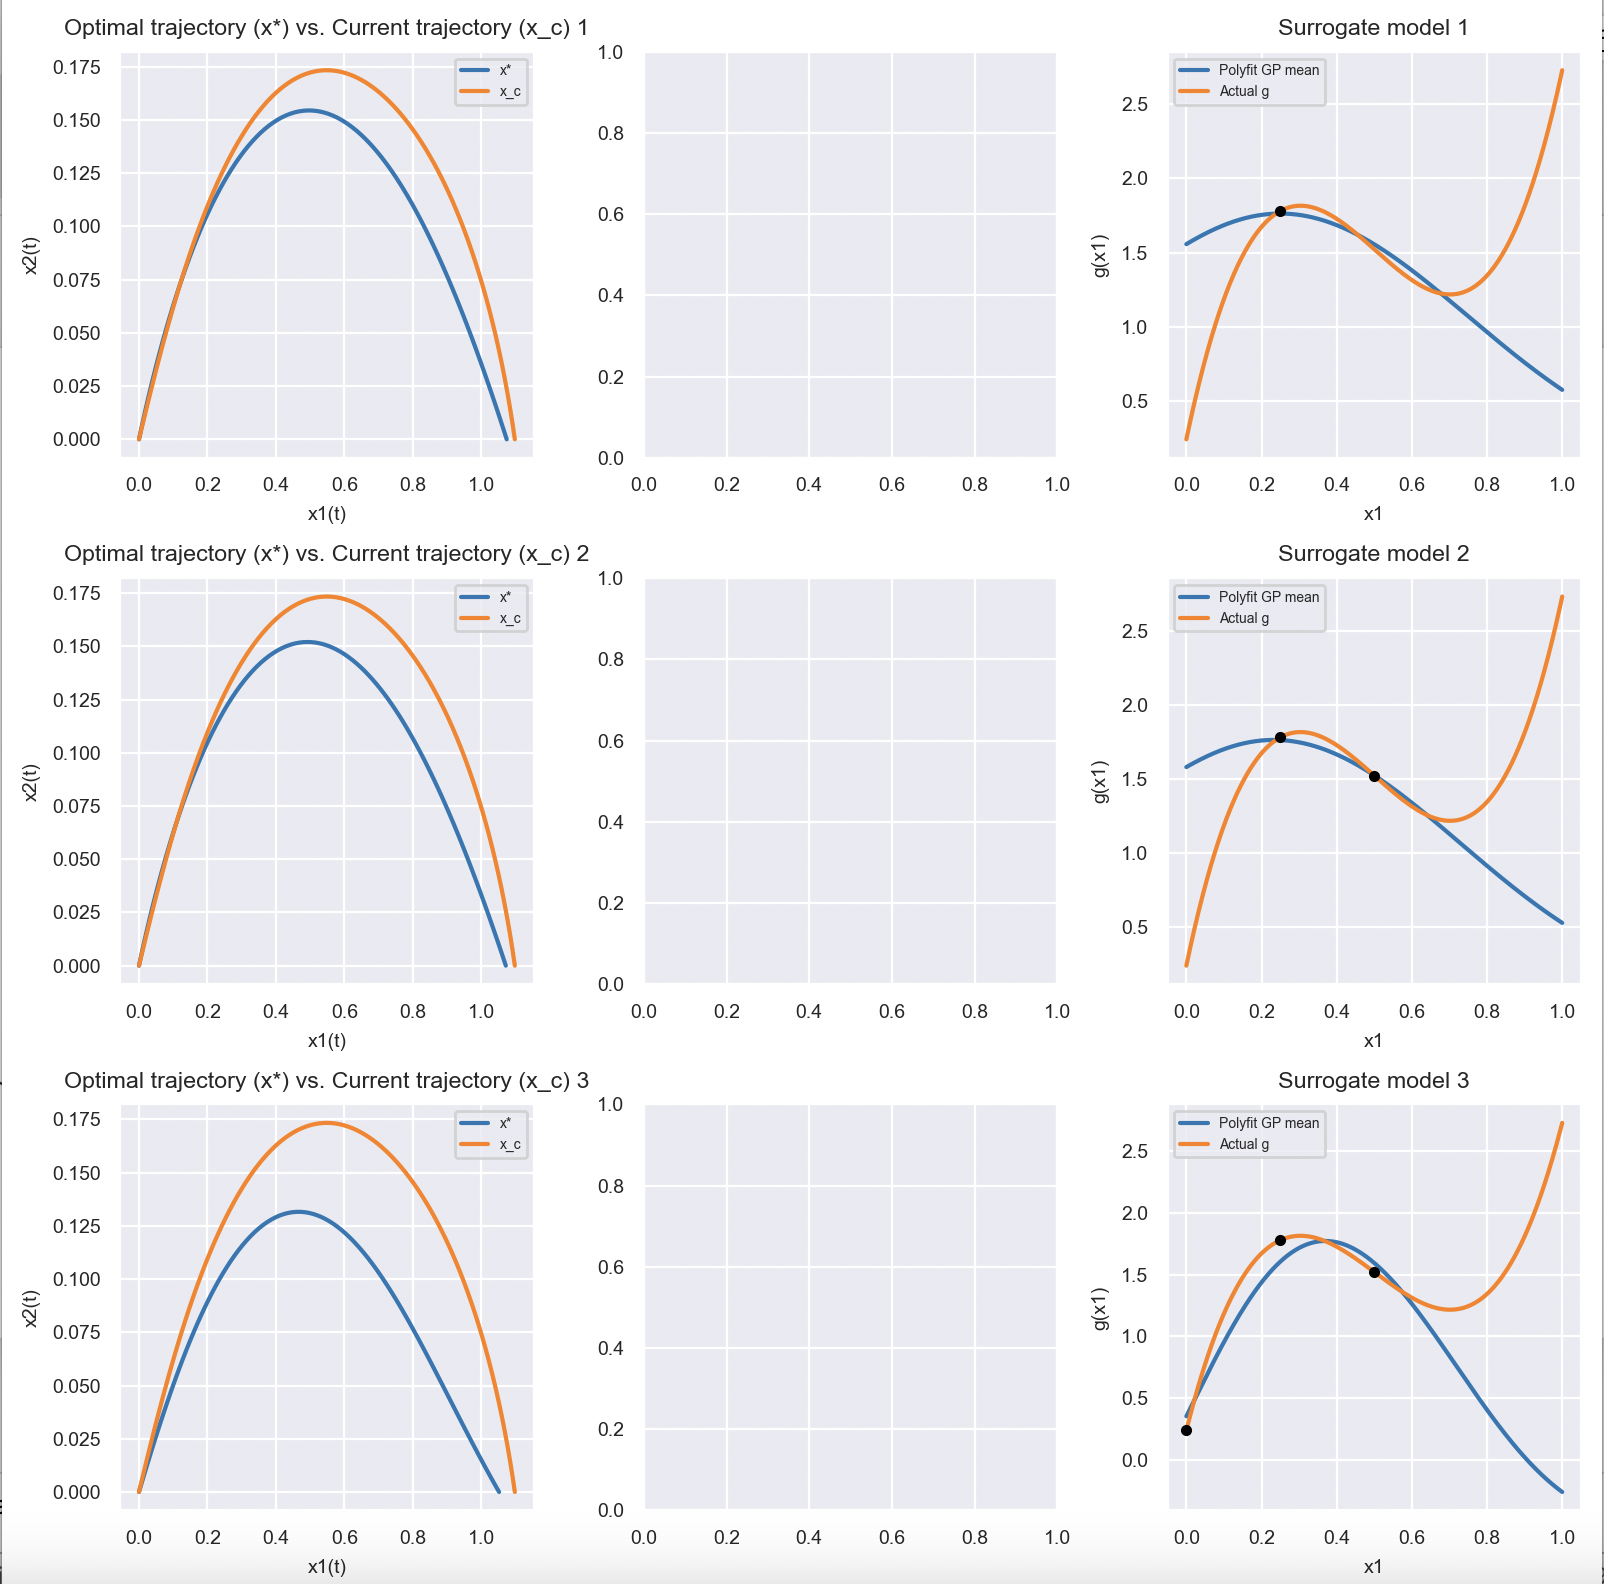 Optimal trajectory (x*) vs. Current trajectory (x_c) 1
Surrogate model 1
0.175
0.150
0.125
0.100
0.075
0.050
0.025
0.000
x2(t)
x*
x_c
0.0 0.2 0.4 0.6 0.8 1.0
x1(t)
1.0
0.8
0.6
0.4
0.2
0.0
0.0 0.2 0.4 0.6 0.8 1.0
2.5
2.0
1.5
1.0
0.5
g(x1)
Polyfit GP mean
Actual g
0.0 0.2 0.4 0.6 0.8 1.0
x1
Optimal trajectory (x*) vs. Current trajectory (x_c) 2
Surrogate model 2
0.175
0.150
0.125
0.100
0.075
0.050
0.025
0.000
x2(t)
x*
x_c
0.0 0.2 0.4 0.6 0.8 1.0
x1(t)
1.0
0.8
0.6
0.4
0.2
0.0
0.0 0.2 0.4 0.6 0.8 1.0
2.5
2.0
1.5
1.0
0.5
g(x1)
Polyfit GP mean
Actual g
0.0 0.2 0.4 0.6 0.8 1.0
x1
Optimal trajectory (x*) vs. Current trajectory (x_c) 3
Surrogate model 3
0.175
0.150
0.125
0.100
0.075
0.050
0.025
0.000
x2(t)
x*
x_c
0.0 0.2 0.4 0.6 0.8 1.0
x1(t)
1.0
0.8
0.6
0.4
0.2
0.0
0.0 0.2 0.4 0.6 0.8 1.0
2.5
2.0
1.5
1.0
0.5
0.0
g(x1)
Polyfit GP mean
Actual g
0.0 0.2 0.4 0.6 0.8 1.0
x1